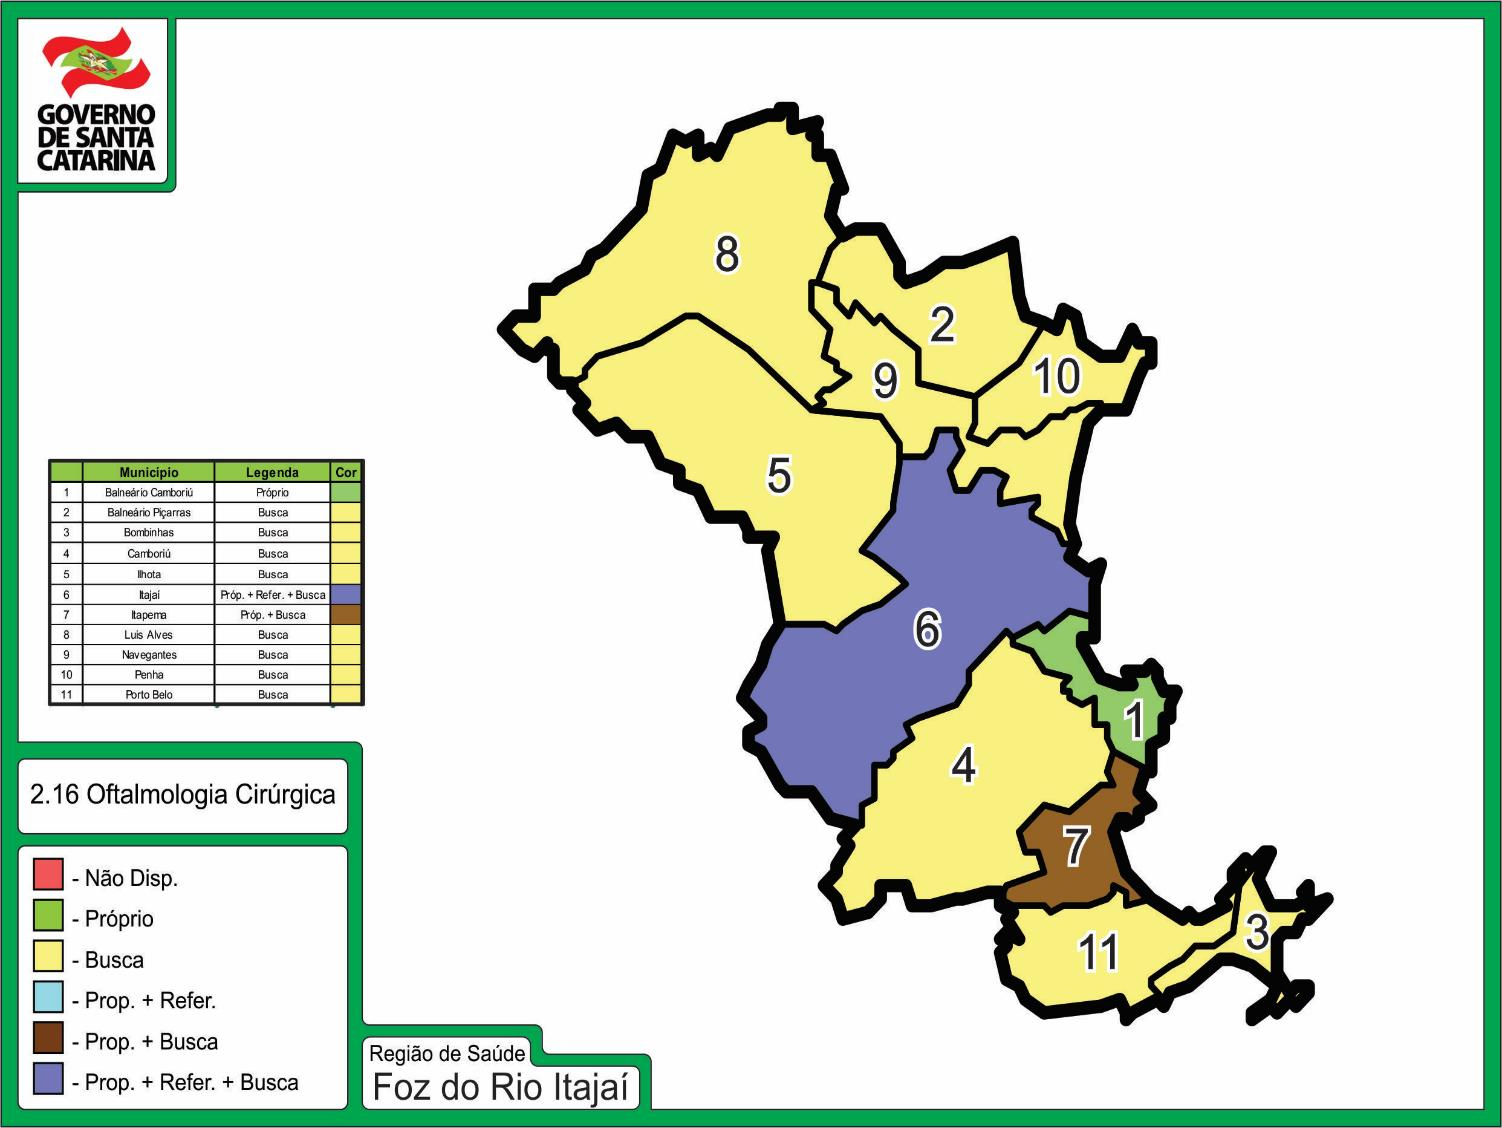 GOVERNO
DE SANTA
CATARINA
8
2
10
9
5
6
1
4
7
3
11
Município Legenda Cor
1 Balneário Camboriú Próprio
2 Balneário Piçarras Busca
3 Bombinhas Busca
4 Camboriú Busca
5 Ilhota Busca
6 Itajaí Próp. + Refer. + Busca
7 Itapema Próp. + Busca
8 Luis Alves Busca
9 Navegantes Busca
10 Penha Busca
11 Porto Belo Busca
2.16 Oftalmologia Cirúrgica
- Não Disp.
- Próprio
- Busca
- Prop. + Refer.
- Prop. + Busca
- Prop. + Refer. + Busca
Região de Saúde
Foz do Rio Itajaí